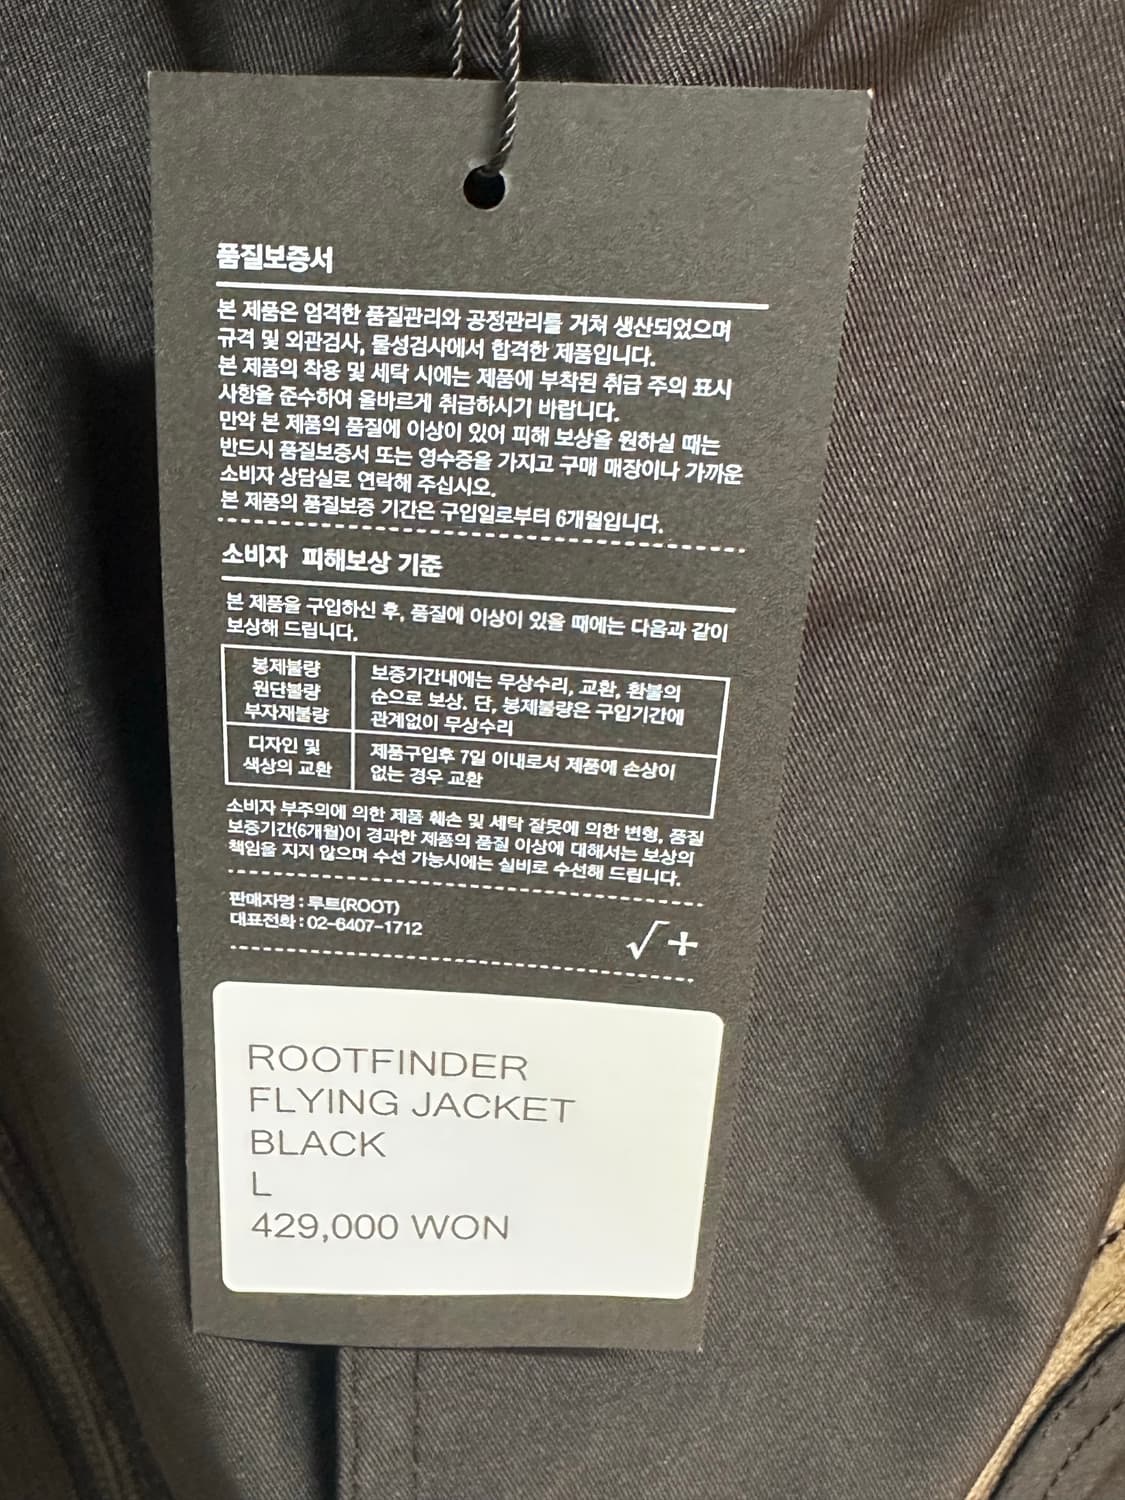 품질보증서
본 제품은 엄격한 품질관리와 공정관리를 거쳐 생산되었으며
규격 및 외관검사, 물성검사에서 합격한 제품입니다.
본 제품의 착용 및 세탁 시에는 제품에 부착된 취급 주의 표시
사항을 준수하여 올바르게 취급하시기 바랍니다.
만약 본 제품의 품질에 이상이 있어 피해 보상을 원하실 때는
반드시 품질보증서 또는 영수증을 가지고 구매 매장이나 가까운
소비자 상담실로 연락해 주십시오.
본 제품의 품질보증 기간은 구입일로부터 6개월입니다.
소비자 피해보상 기준
본 제품을 구입하신 후, 품질에 이상이 있을 때에는 다음과 같이
보상해 드립니다.
봉제불량
원단불량
부자재불량
보증기간내에는 무상수리, 교환, 환불의
순으로 보상. 단, 봉제불량은 구입기간에
관계없이 무상수리
디자인 및
색상의 교환
제품구입후 7일 이내로서 제품에 손상이
없는 경우 교환
소비자 부주의에 의한 제품 훼손 및 세탁 잘못에 의한 변형, 품질
보증기간(6개월)이 경과한 제품의 품질 이상에 대해서는 보상의
책임을 지지 않으며 수선 가능시에는 실비로 수선해 드립니다.
판매자명 : 루트(ROOT)
대표전화 : 02-6407-1712
√+
ROOTFINDER
FLYING JACKET
BLACK
L
429,000 WON